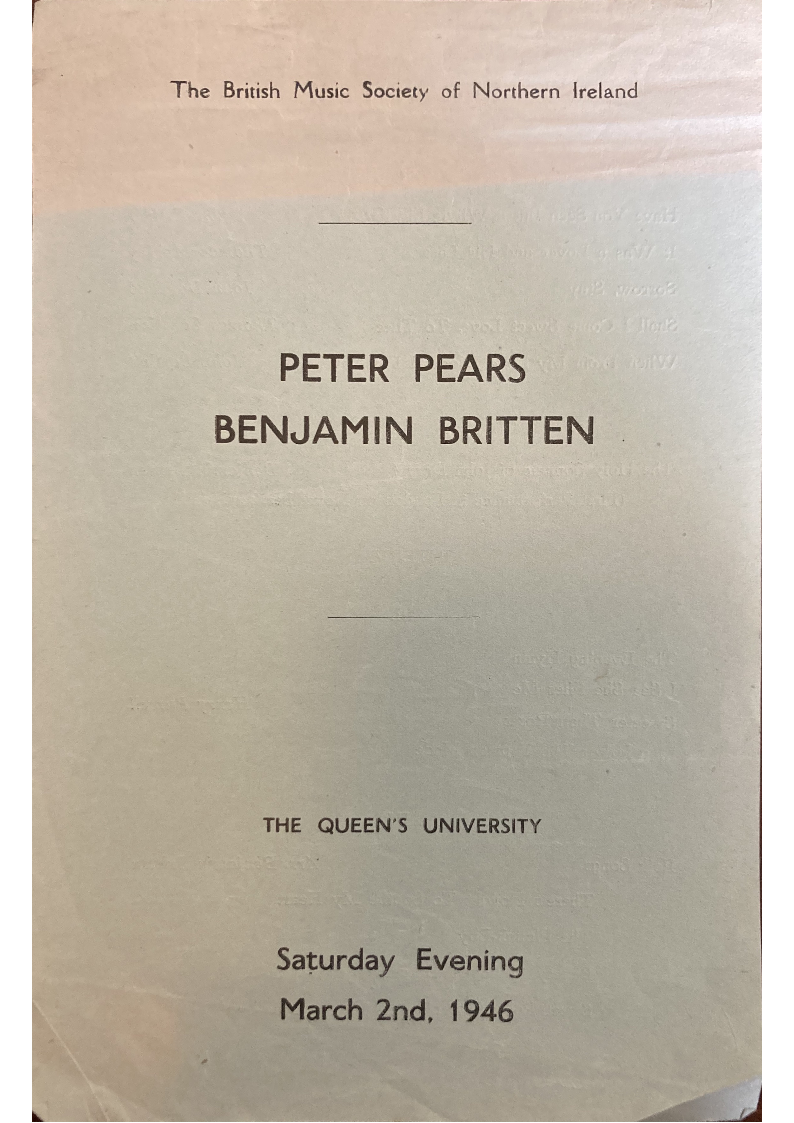 The British Music Society of Northern Ireland
PETER PEARS
BENJAMIN BRITTEN
THE QUEEN'S UNIVERSITY
Saturday Evening
March 2nd, 1946